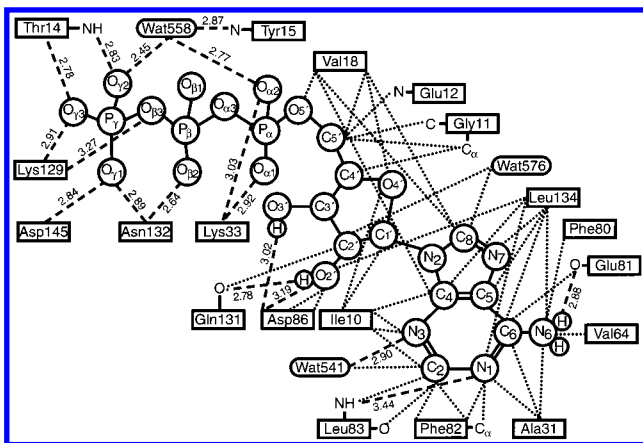 Thr14 NH 2.83 2.45 Wat558 2.87 N Tyr15
2.78 2.77 Val18
Oγ2 Oβ1 Oα2 N Glu12
Oγ3 Pγ Oβ3 Pβ Oα3 Pα O5´ C5´ C Gly11
2.91 3.27 Cα
Lys129 Oγ1 Oβ2 3.03 Oα1 C4´ O4´ Wat576
2.84 2.89 2.64 2.92 O3´ C3´ Leu134
Asp145 Asn132 Lys33 H C1´ C8 Phe80
3.02 C2´ N2 N7 O Glu81
O 2.78 H O2´ 3.19 C4 C5 2.88
Gln131 Asp86 Ile10 H
N3 C6 N6 Val64
Wat541 2.90 H
C2 N1
NH 3.44
Leu83 O Phe82 Cα Ala31